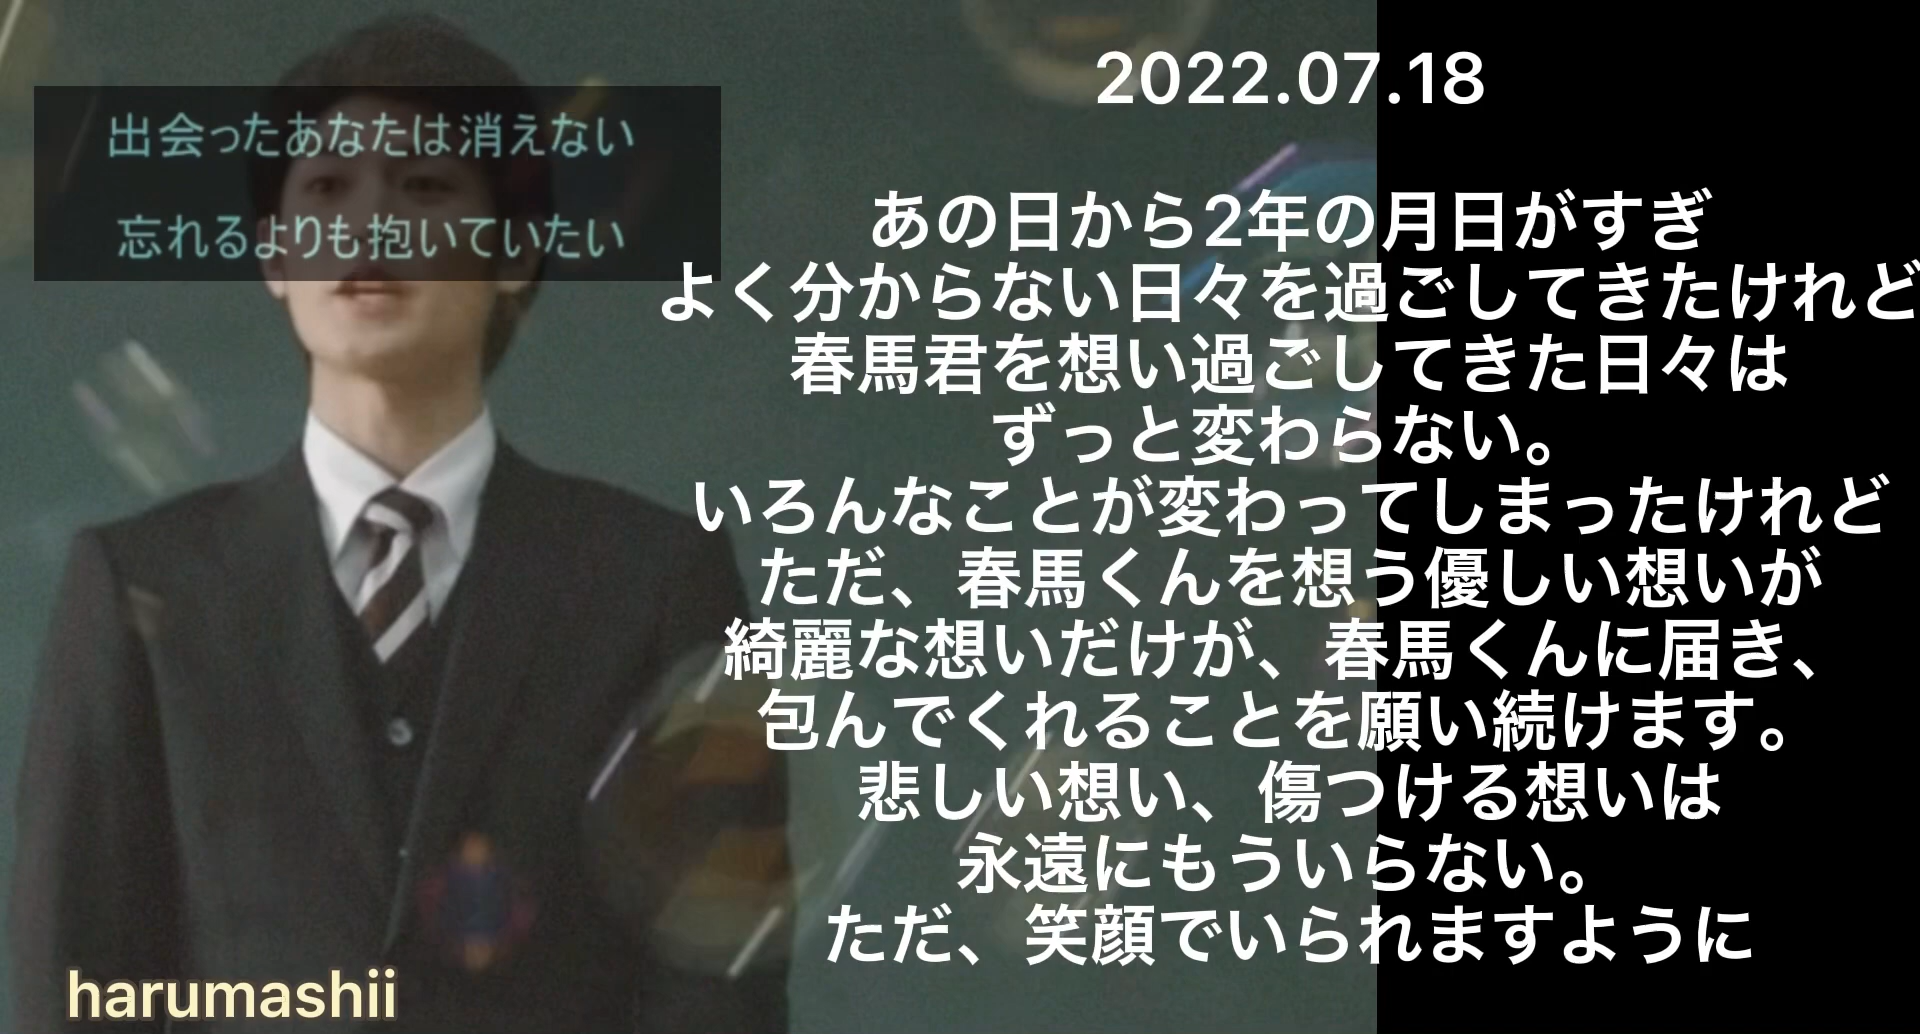 出会ったあなたは消えない
忘れるよりも抱いていたい
2022.07.18
あの日から2年の月日がすぎ
よく分からない日々を過ごしてきたけれど
春馬君を想い過ごしてきた日々は
ずっと変わらない。
いろんなことが変わってしまったけれど
ただ、春馬くんを想う優しい想いが
綺麗な想いだけが、春馬くんに届き、
包んでくれることを願い続けます。
悲しい想い、傷つける想いは
永遠にもういらない。
ただ、笑顔でいられますように
harumashii